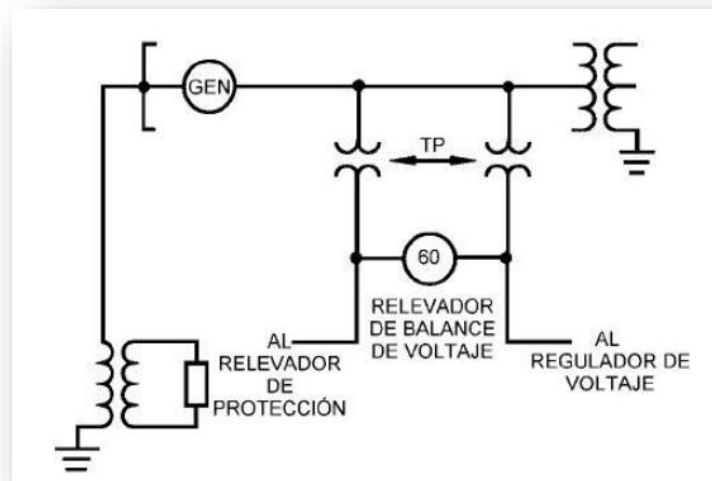 GEN
TP
60
RELEVADOR
DE BALANCE
DE VOLTAJE
AL
RELEVADOR
DE
PROTECCIÓN
AL
REGULADOR DE
VOLTAJE